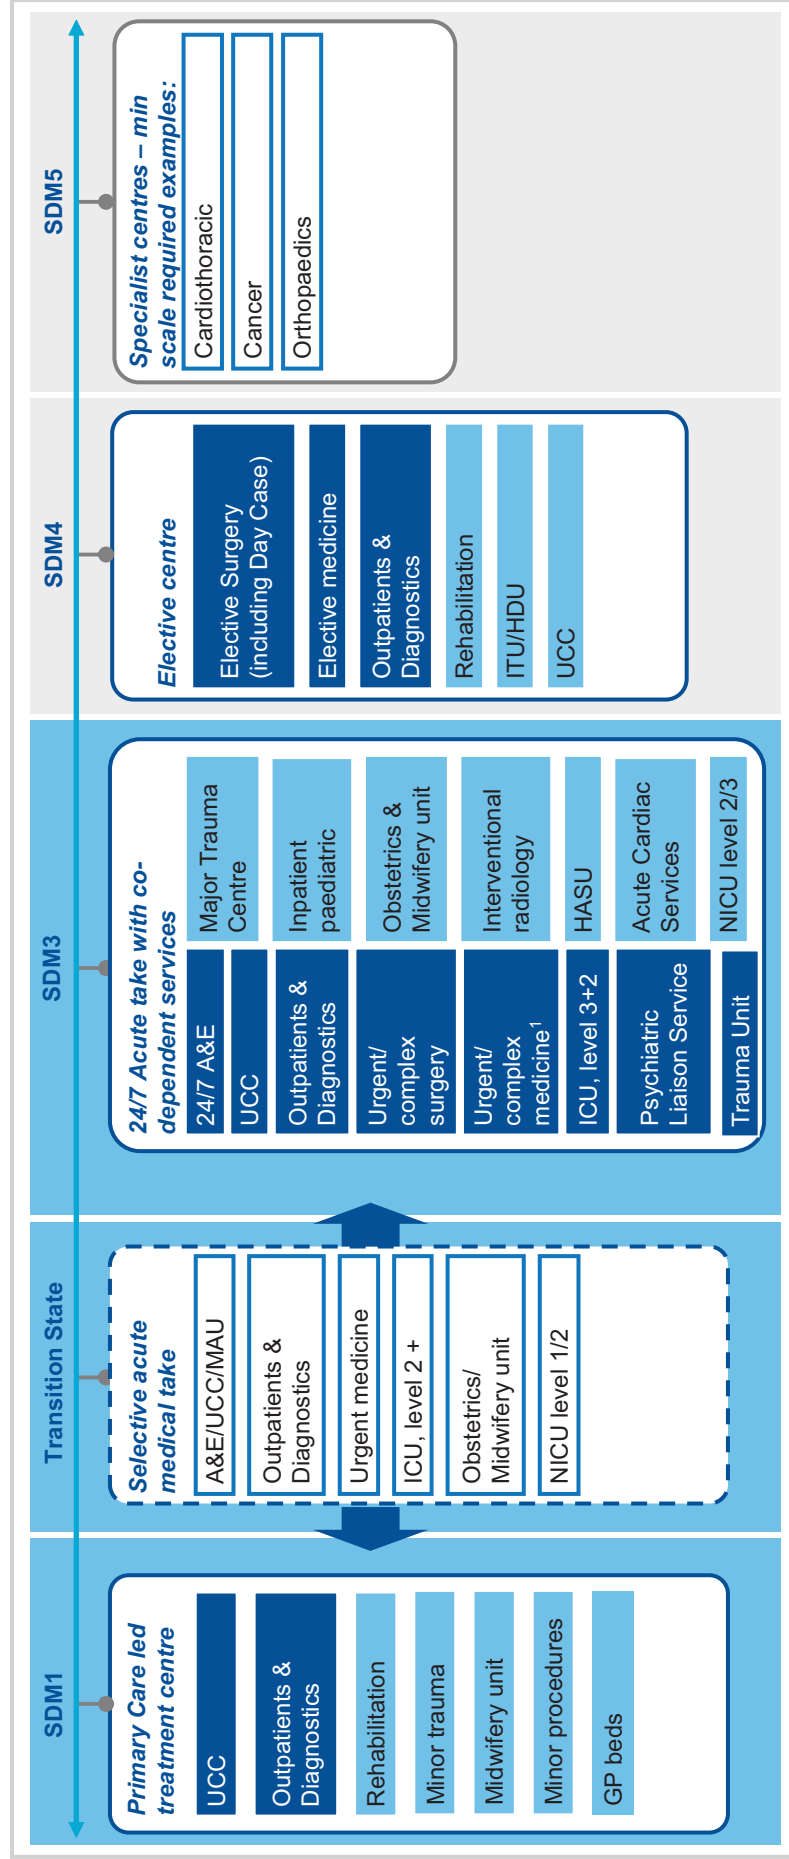 SDM1
Primary Care led
treatment centre
UCC
Outpatients &
Diagnostics
Rehabilitation
Minor trauma
Midwifery unit
Minor procedures
GP beds
Transition State
Selective acute
medical take
A&E/UCC/MAU
Outpatients &
Diagnostics
Urgent medicine
ICU, level 2 +
Obstetrics/
Midwifery unit
NICU level 1/2
SDM3
24/7 Acute take with co-
dependent services
24/7 A&E
UCC
Outpatients &
Diagnostics
Urgent/
complex
surgery
Urgent/
complex
medicine¹
ICU, level 3+2
Psychiatric
Liaison Service
Trauma Unit
Major Trauma
Centre
Inpatient
paediatric
Obstetrics &
Midwifery unit
Interventional
radiology
HASU
Acute Cardiac
Services
NICU level 2/3
SDM4
Elective centre
Elective Surgery
(including Day Case)
Elective medicine
Outpatients &
Diagnostics
Rehabilitation
ITU/HDU
UCC
SDM5
Specialist centres – min
scale required examples:
Cardiothoracic
Cancer
Orthopaedics